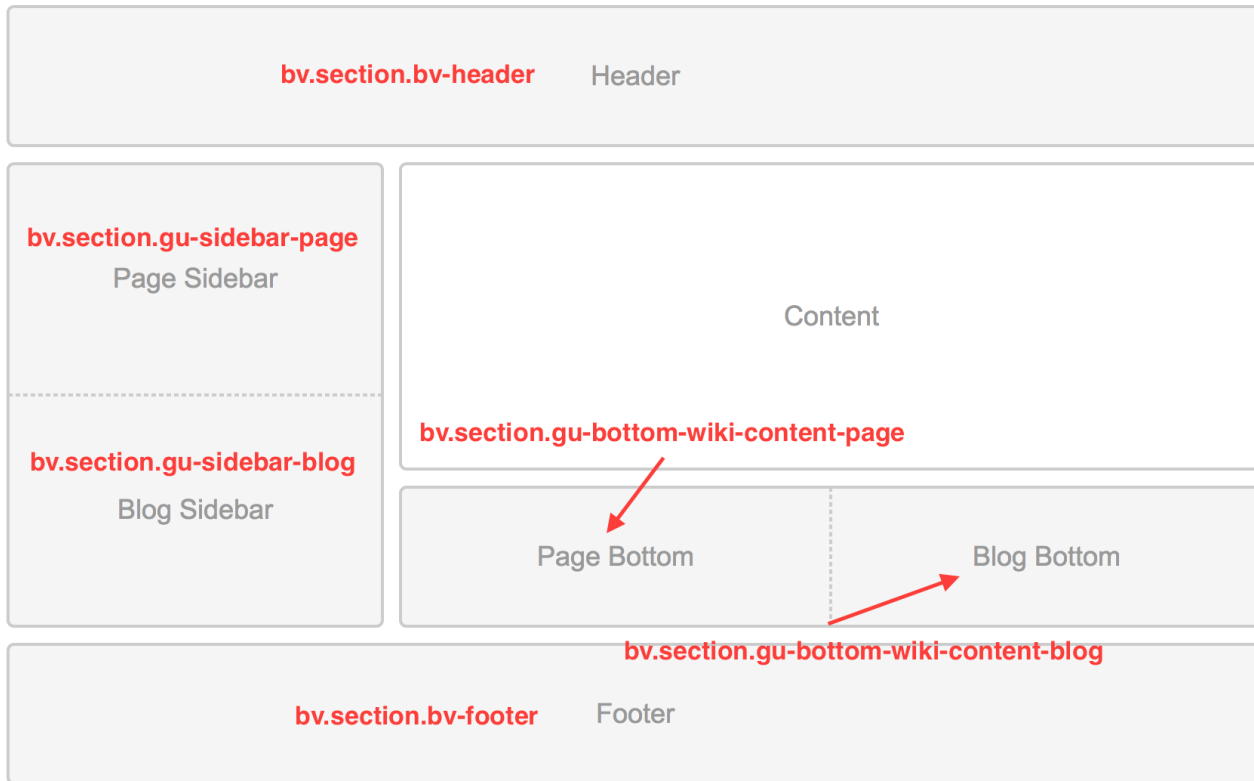 bv.section.bv-header Header
bv.section.gu-sidebar-page
Page Sidebar
Content
bv.section.gu-bottom-wiki-content-page
bv.section.gu-sidebar-blog
Blog Sidebar
Page Bottom
Blog Bottom
bv.section.gu-bottom-wiki-content-blog
bv.section.bv-footer Footer